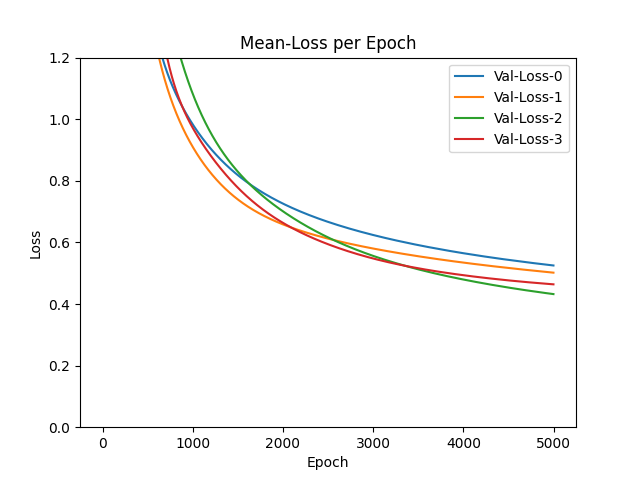 Mean-Loss per Epoch
Val-Loss-0
Val-Loss-1
Val-Loss-2
Val-Loss-3
Loss
1.2
1.0
0.8
0.6
0.4
0.2
0.0
0 1000 2000 3000 4000 5000
Epoch